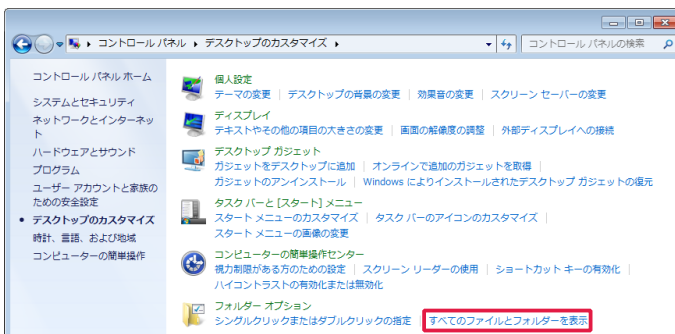 コントロール パネル ▸ デスクトップのカスタマイズ ▸
コントロール パネルの検索
コントロール パネル ホーム
システムとセキュリティ
ネットワークとインターネッ
ト
ハードウェアとサウンド
プログラム
ユーザー アカウントと家族の
ための安全設定
デスクトップのカスタマイズ
時計、言語、および地域
コンピューターの簡単操作
個人設定
テーマの変更 | デスクトップの背景の変更 | 効果音の変更 | スクリーン セーバーの変更
ディスプレイ
テキストやその他の項目の大きさの変更 | 画面の解像度の調整 | 外部ディスプレイへの接続
デスクトップ ガジェット
ガジェットをデスクトップに追加 | オンラインで追加のガジェットを取得 |
ガジェットのアンインストール | Windows によりインストールされたデスクトップ ガジェットの復元
タスク バーと [スタート] メニュー
スタート メニューのカスタマイズ | タスク バーのアイコンのカスタマイズ |
スタート メニューの画像の変更
コンピューターの簡単操作センター
視力制限がある方のための設定 | スクリーン リーダーの使用 | ショートカット キーの有効化 |
ハイコントラストの有効化または無効化
フォルダー オプション
シングルクリックまたはダブルクリックの指定 | すべてのファイルとフォルダーを表示